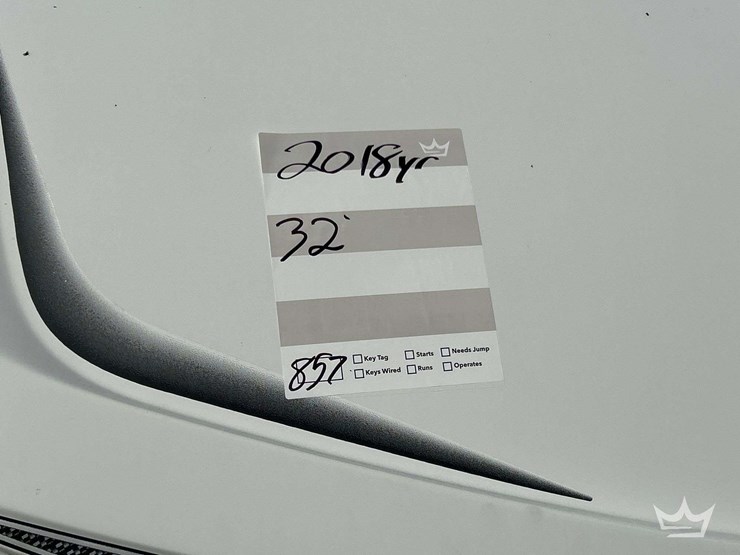 2018yr
32'
857 Key Tag Starts Needs Jump
Keys Wired Runs Operates